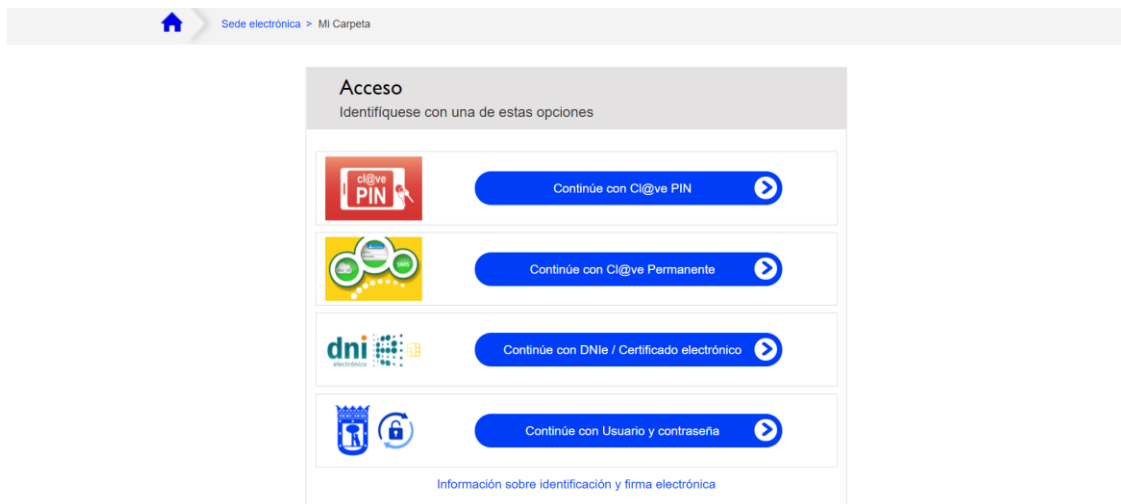 Sede electrónica > Mi Carpeta
Acceso
Identifíquese con una de estas opciones
cl@ve
PIN
Continúe con Cl@ve PIN
SMS
Continúe con Cl@ve Permanente
dni
electrónico
Continúe con DNIe / Certificado electrónico
Continúe con Usuario y contraseña
Información sobre identificación y firma electrónica